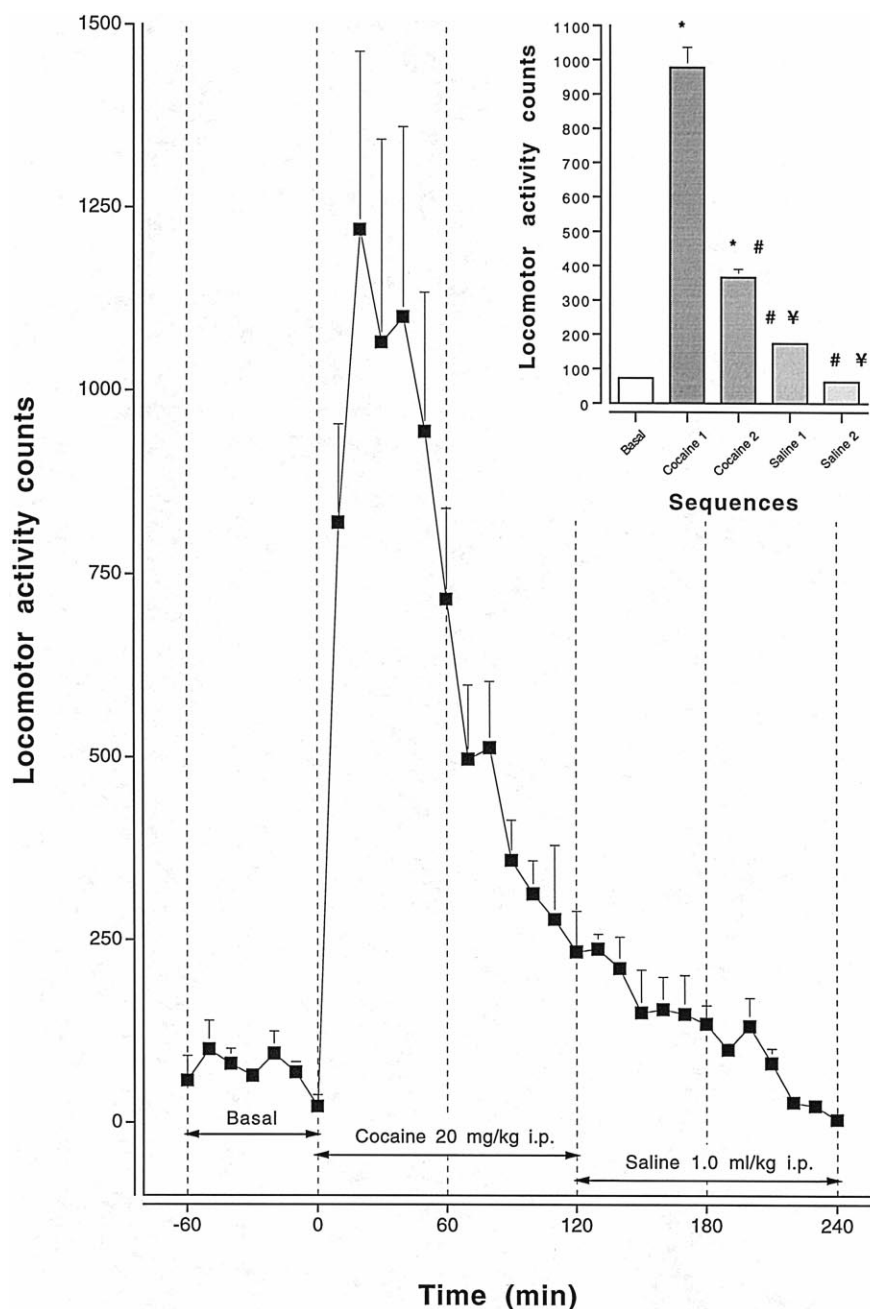 Locomotor activity counts
1500
1250
1000
750
500
250
0
Basal
Cocaine 20 mg/kg i.p.
Saline 1.0 ml/kg i.p.
-60
0
60
120
180
240
Time (min)
Locomotor activity counts
1100
1000
900
800
700
600
500
400
300
200
100
0
*
* #
# ¥
# ¥
Basal
Cocaine 1
Cocaine 2
Saline 1
Saline 2
Sequences